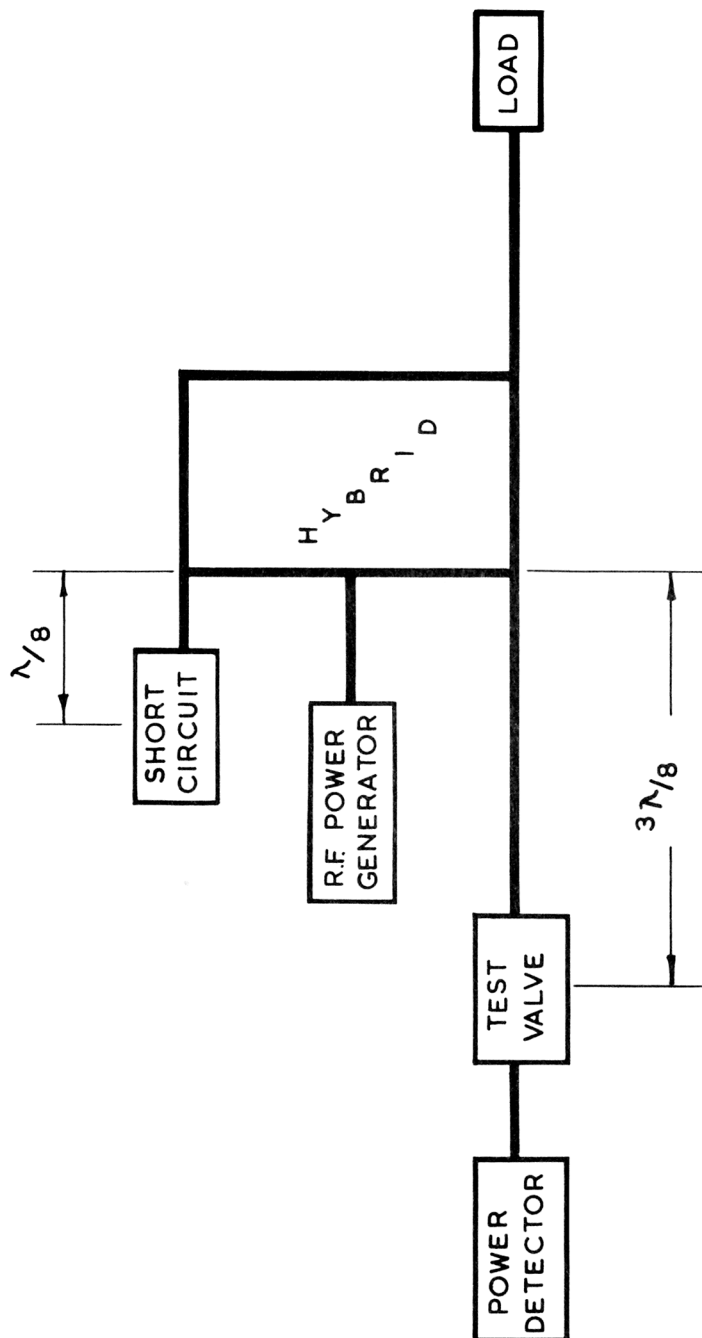 λ/8
SHORT
CIRCUIT
R.F. POWER
GENERATOR
HYBRID
LOAD
TEST
VALVE
3λ/8
POWER
DETECTOR